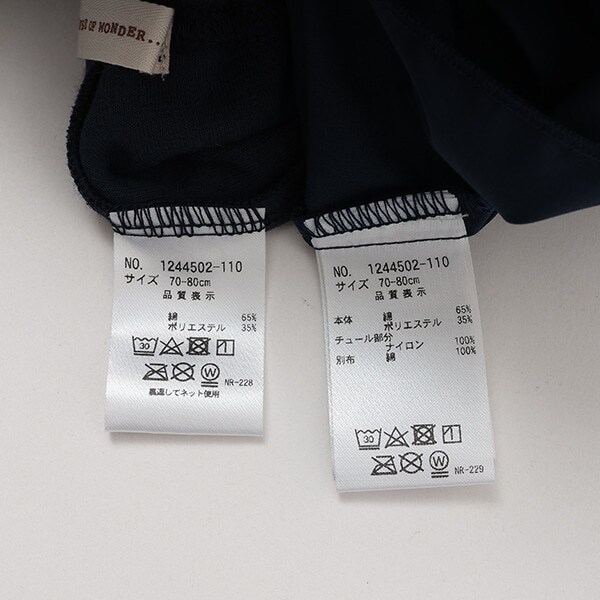 OF WONDER..
NO. 1244502-110
サイズ 70-80cm
品質表示
綿 65%
ポリエステル 35%
30
W
NR-228
裏返してネット使用
NO. 1244502-110
サイズ 70-80cm
品質表示
本体 綿 65%
ポリエステル 35%
チュール部分 ナイロン 100%
別布 綿 100%
30
W
NR-229